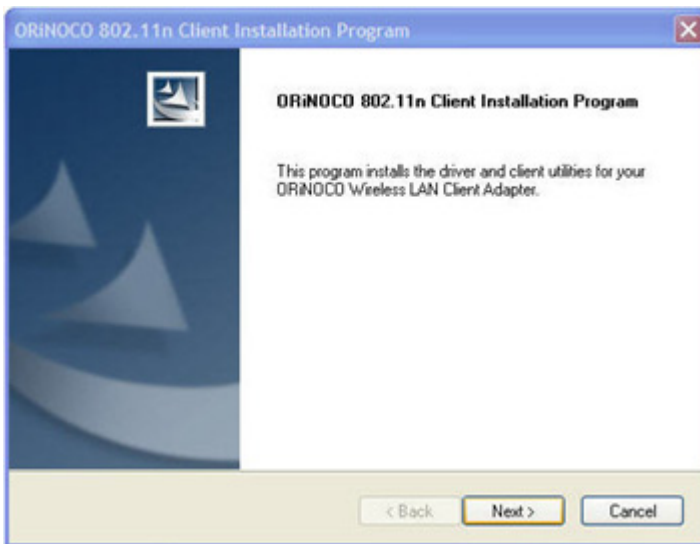 ORiNOCO 802.11n Client Installation Program
ORiNOCO 802.11n Client Installation Program
This program installs the driver and client utilities for your
ORiNOCO Wireless LAN Client Adapter.
< Back
Next >
Cancel